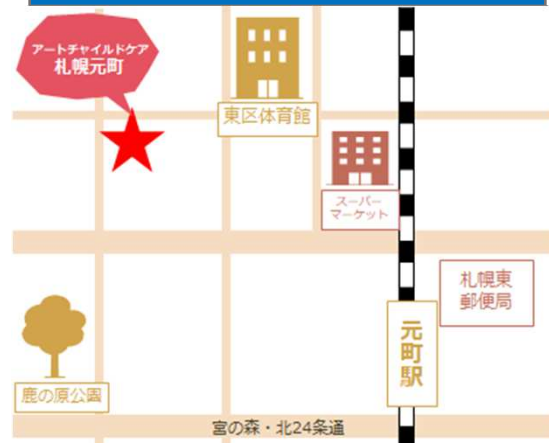 アートチャイルドケア
札幌元町
東区体育館
スーパー
マーケット
札幌東
郵便局
元町駅
鹿の原公園
宮の森・北24条通